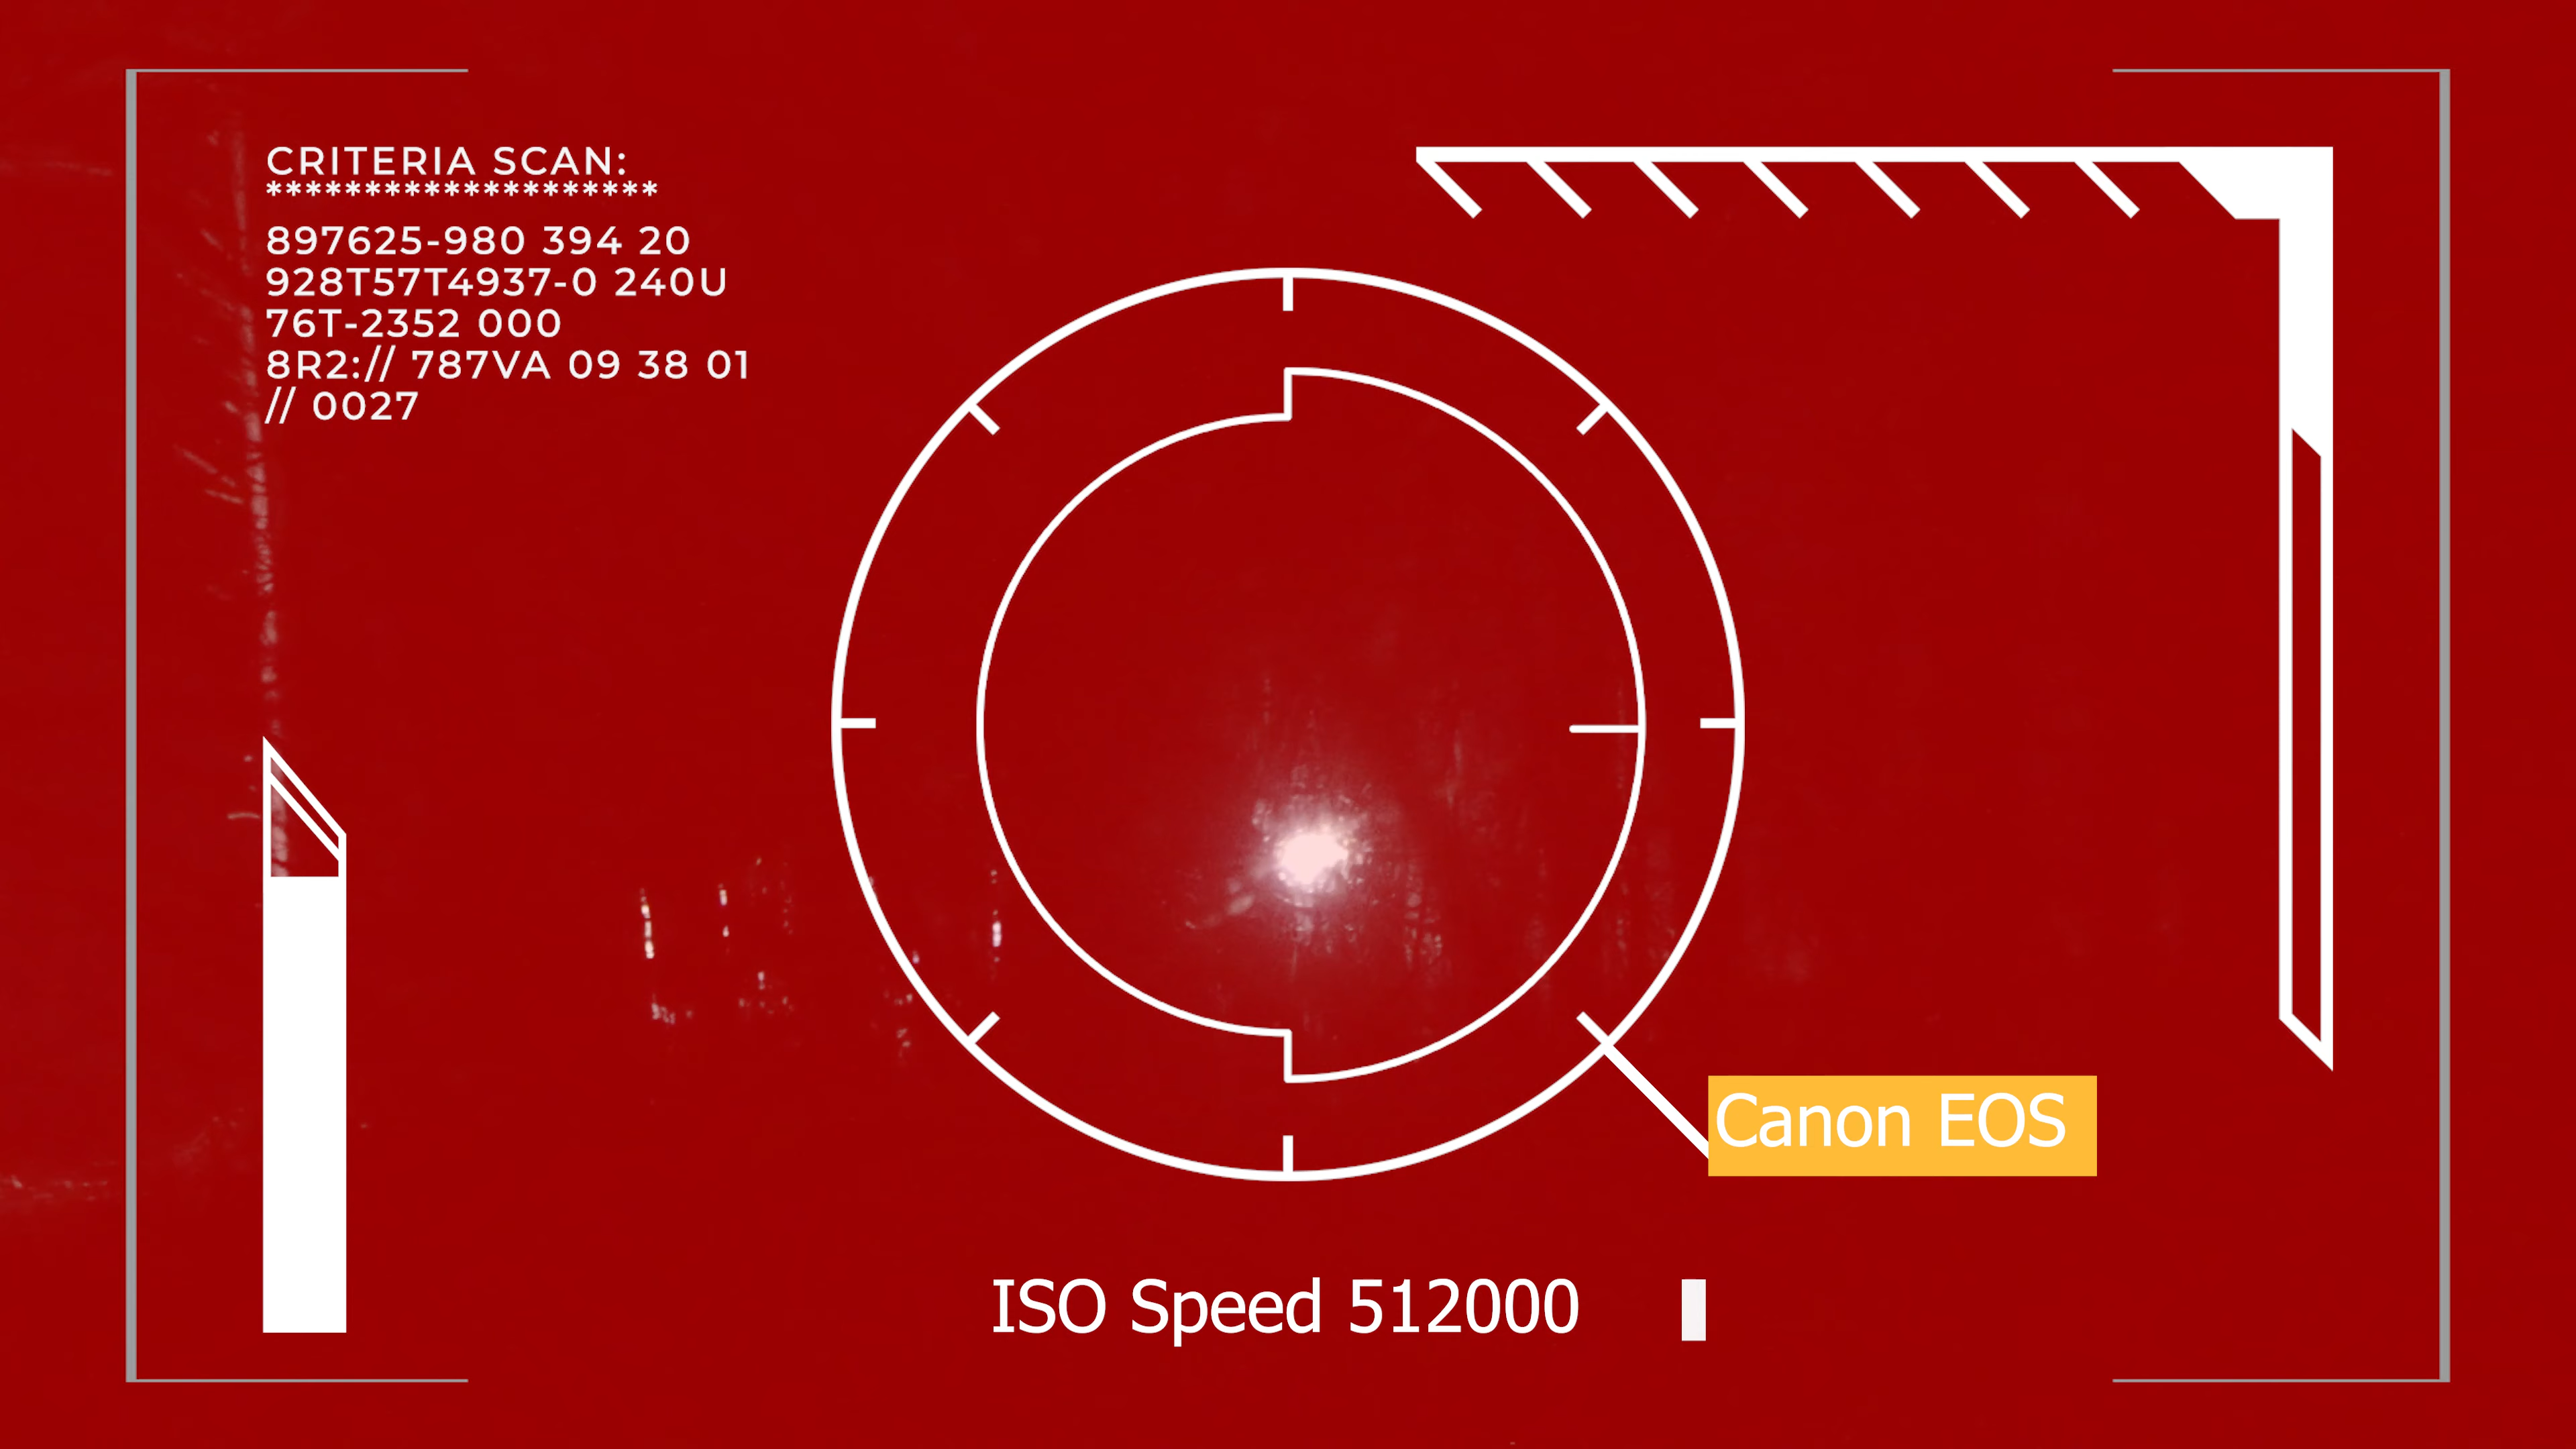 CRITERIA SCAN:
********************
897625-980 394 20
928T57T4937-0 240U
76T-2352 000
8R2:// 787VA 09 38 01
// 0027
Canon EOS
ISO Speed 512000